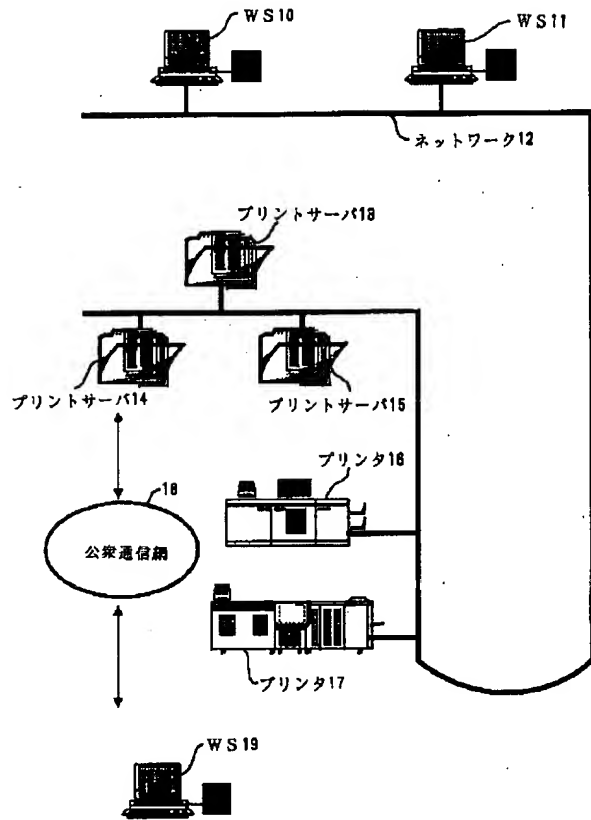 WS10
WS11
ネットワーク12
プリントサーバ13
プリントサーバ14
プリントサーバ15
プリンタ16
18
公衆通信網
プリンタ17
WS19